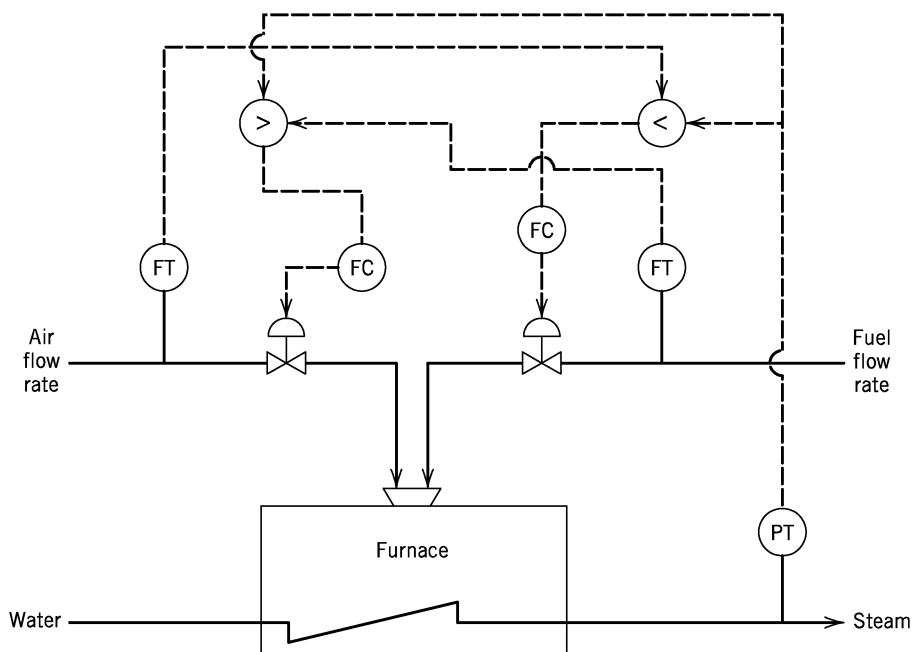 >
<
FC
FT
FC
FT
Air
flow
rate
Fuel
flow
rate
PT
Furnace
Water
Steam